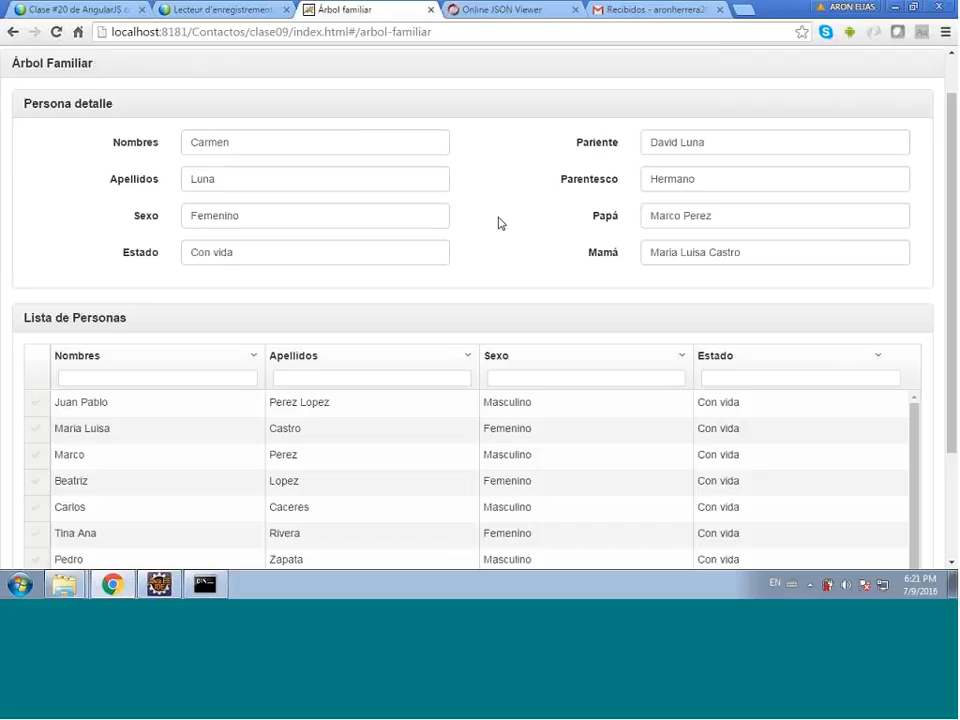 Clase #20 de AngularJS e
Lecteur d'enregistrement
Árbol familiar
Online JSON Viewer
Recibidos - aronherrera2
ARON ELIAS
localhost:8181/Contactos/clase09/index.html#/arbol-familiar
Árbol Familiar
Persona detalle
Nombres Carmen Pariente David Luna
Apellidos Luna Parentesco Hermano
Sexo Femenino Papá Marco Perez
Estado Con vida Mamá Maria Luisa Castro
Lista de Personas
Nombres Apellidos Sexo Estado
Juan Pablo Perez Lopez Masculino Con vida
Maria Luisa Castro Femenino Con vida
Marco Perez Masculino Con vida
Beatriz Lopez Femenino Con vida
Carlos Caceres Masculino Con vida
Tina Ana Rivera Femenino Con vida
Pedro Zapata Masculino Con vida
EN 6:21 PM
7/9/2016